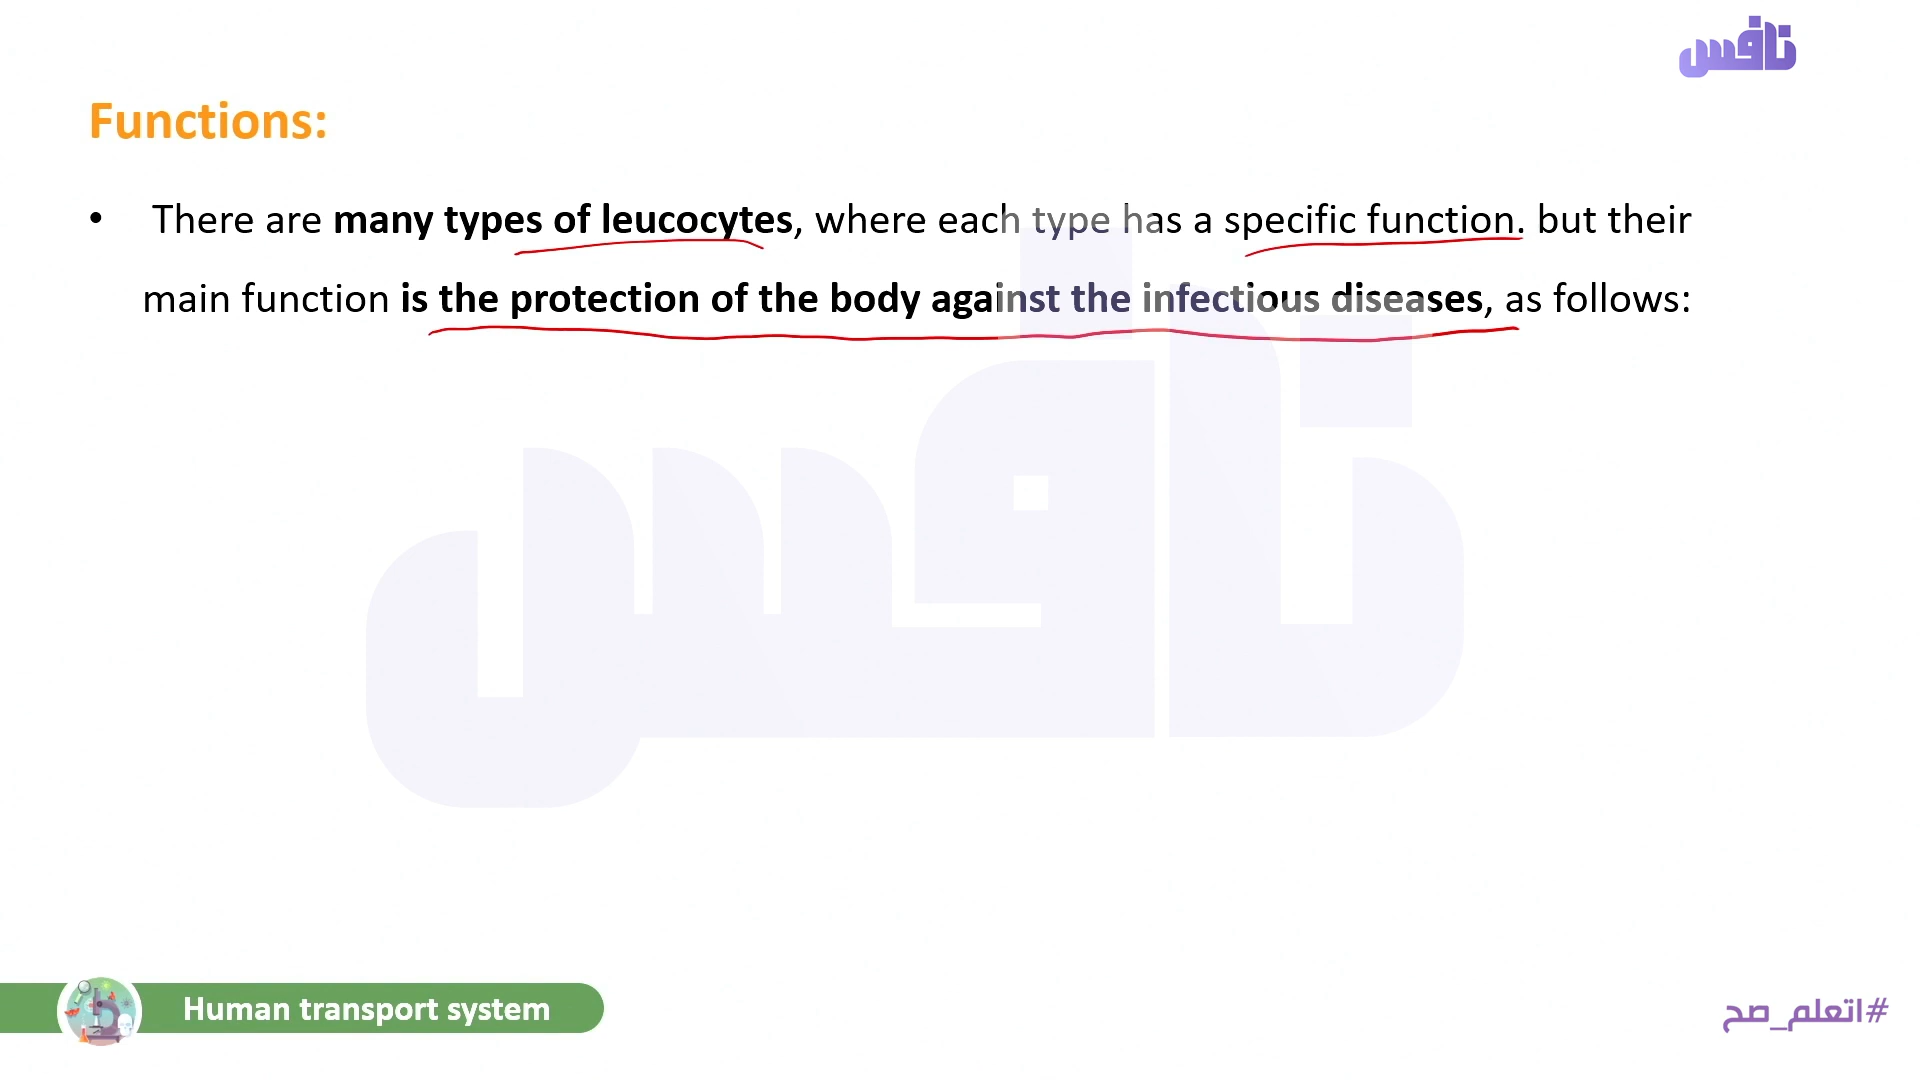 نافس
Functions:
• There are many types of leucocytes, where each type has a specific function. but their
main function is the protection of the body against the infectious diseases, as follows:
نافس
Human transport system
#اتعلم_صح